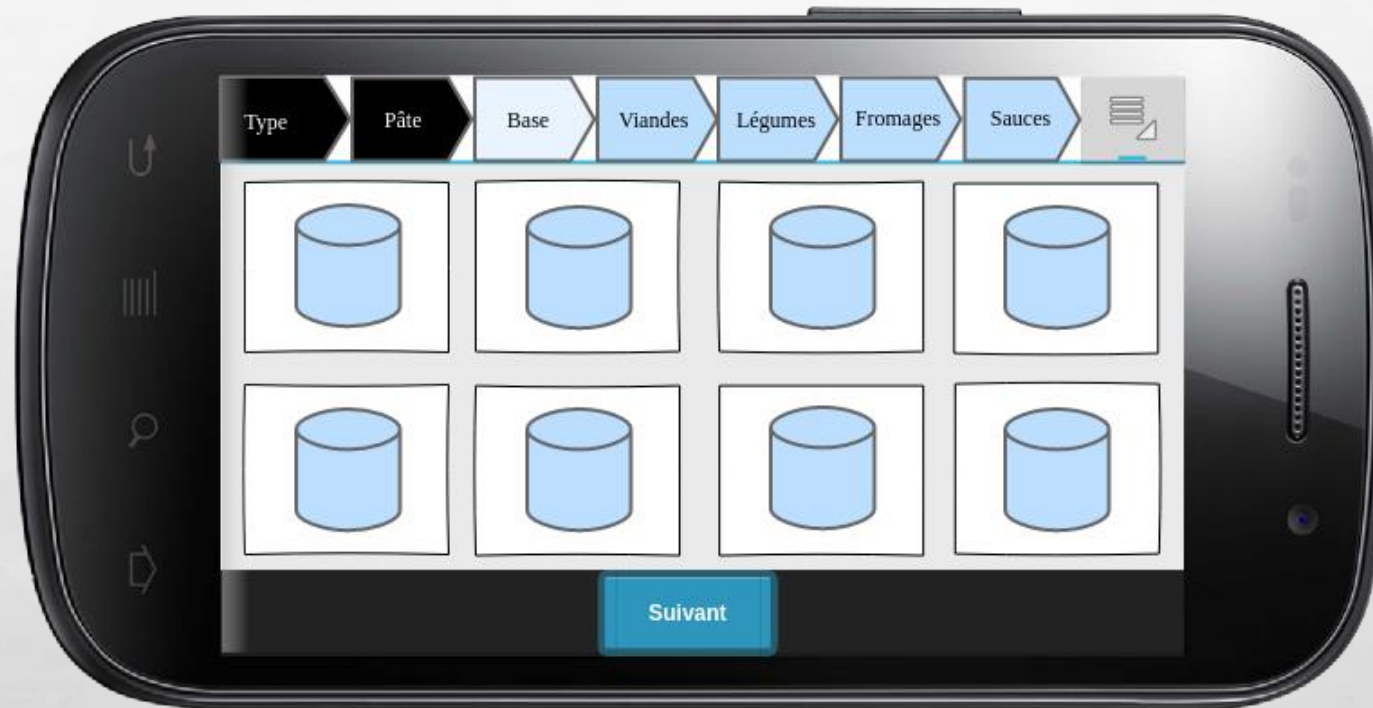 Type
Pâte
Base
Viandes
Légumes
Fromages
Sauces
Suivant